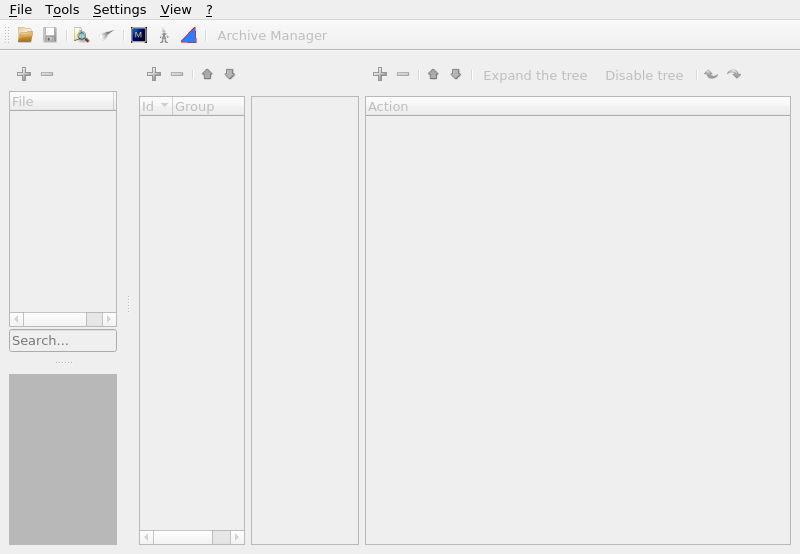 File Tools Settings View ?
M Archive Manager
Expand the tree Disable tree
File
Id Group
Action
Search...